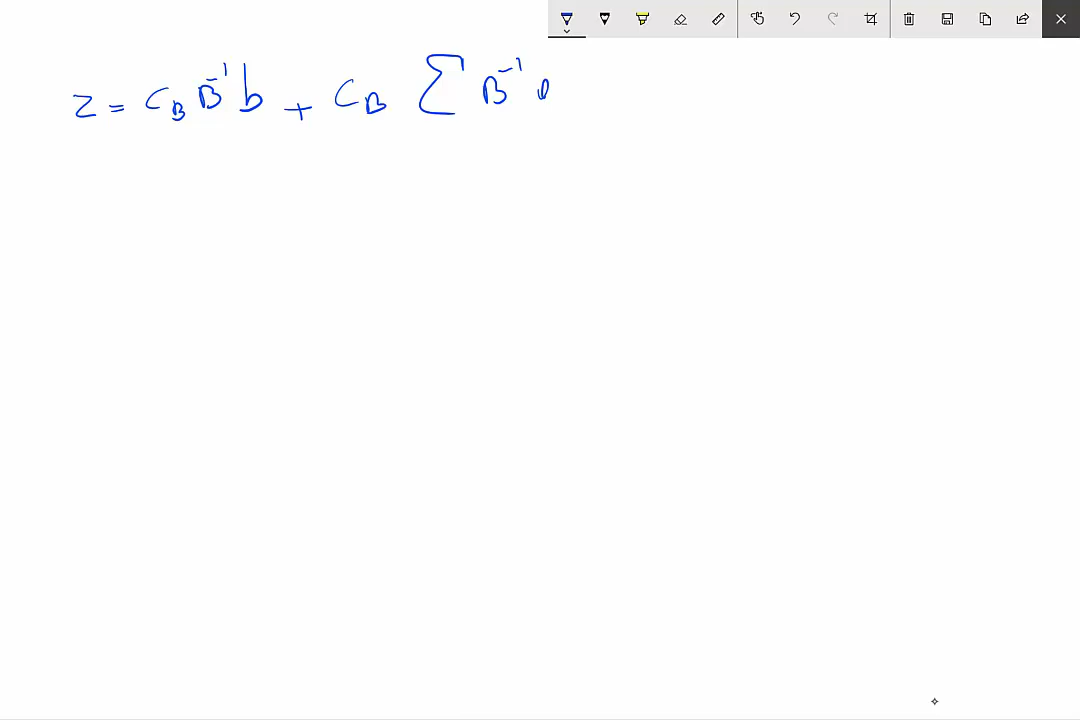 z = C_B B⁻¹ b + C_B Σ B⁻¹